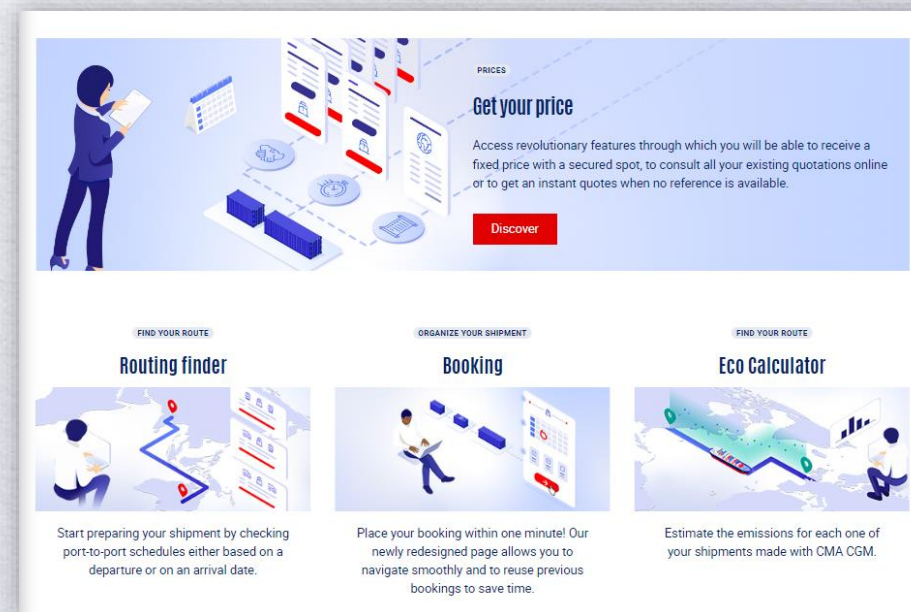 PRICES
Get your price
Access revolutionary features through which you will be able to receive a
fixed price with a secured spot, to consult all your existing quotations online
or to get an instant quotes when no reference is available.
Discover
FIND YOUR ROUTE
Routing finder
Start preparing your shipment by checking
port-to-port schedules either based on a
departure or on an arrival date.
ORGANIZE YOUR SHIPMENT
Booking
Place your booking within one minute! Our
newly redesigned page allows you to
navigate smoothly and to reuse previous
bookings to save time.
FIND YOUR ROUTE
Eco Calculator
Estimate the emissions for each one of
your shipments made with CMA CGM.